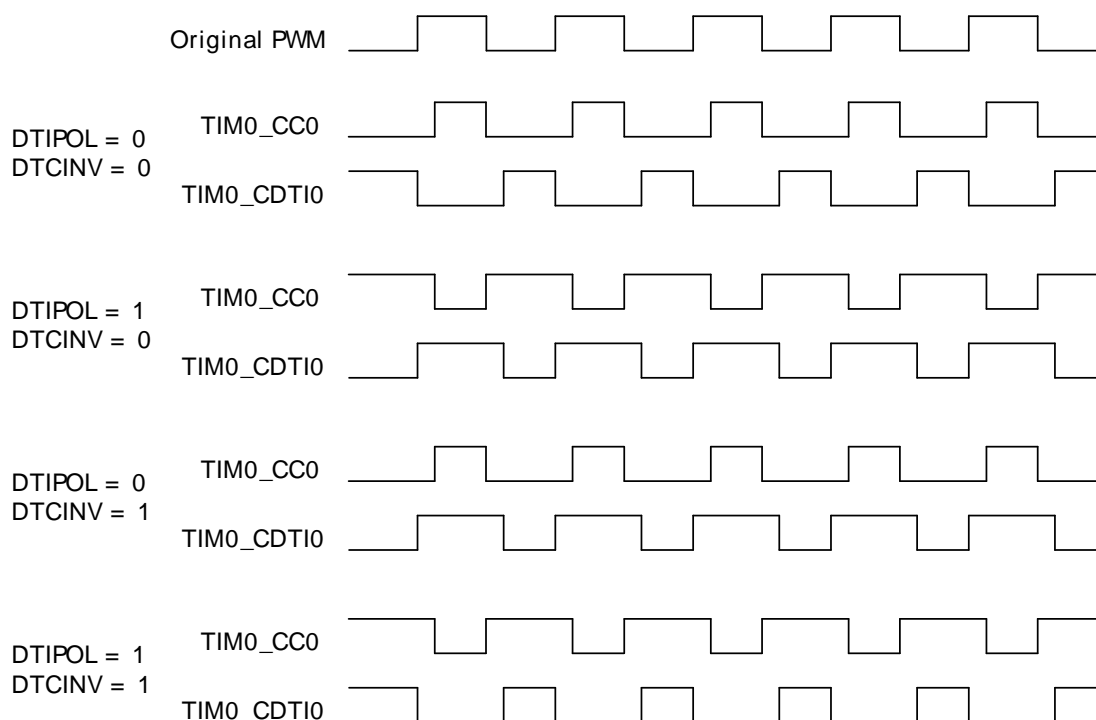 Original PWM
DTIPOL = 0
DTCINV = 0
TIM0_CC0
TIM0_CDTI0
DTIPOL = 1
DTCINV = 0
TIM0_CC0
TIM0_CDTI0
DTIPOL = 0
DTCINV = 1
TIM0_CC0
TIM0_CDTI0
DTIPOL = 1
DTCINV = 1
TIM0_CC0
TIM0_CDTI0